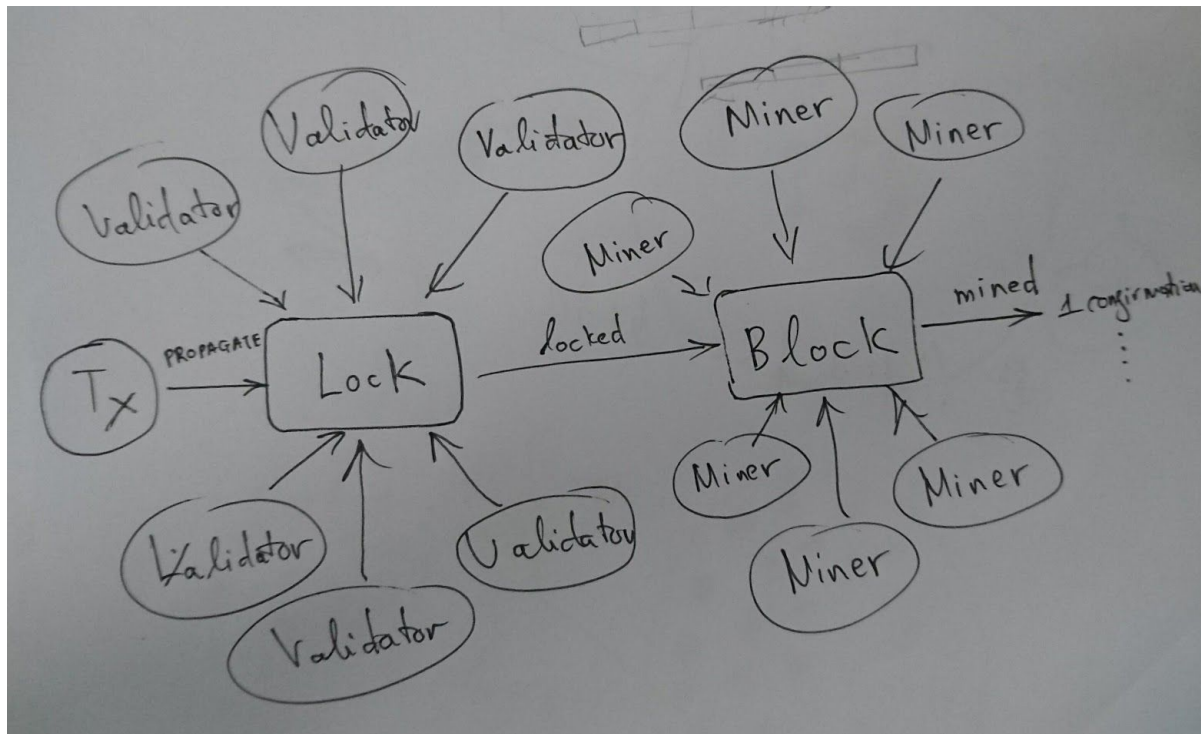 Validator
Validator
Validator
Miner
Miner
Miner
Tx
PROPAGATE
Lock
locked
Block
mined
1 confirmation
Validator
Validator
Validator
Miner
Miner
Miner